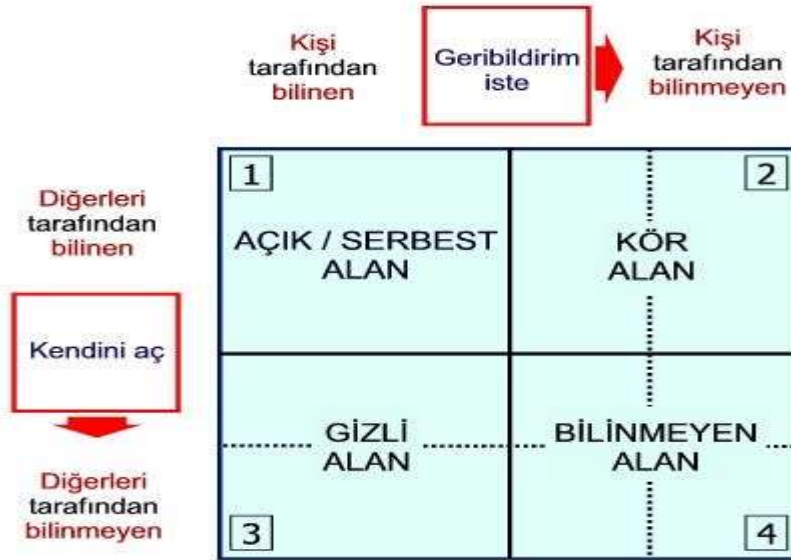 Kişi
tarafından
bilinen
Geribildirim
iste
Kişi
tarafından
bilinmeyen
Diğerleri
tarafından
bilinen
1
AÇIK / SERBEST
ALAN
2
KÖR
ALAN
Kendini aç
Diğerleri
tarafından
bilinmeyen
GİZLİ
ALAN
3
BİLİNMEYEN
ALAN
4